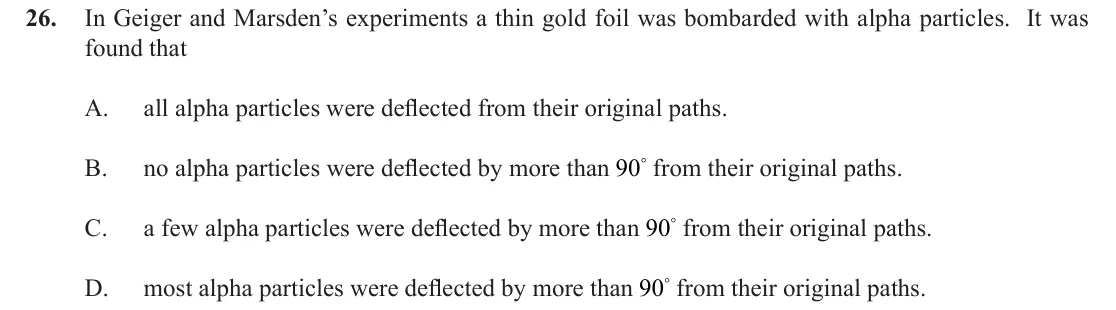 26. In Geiger and Marsden’s experiments a thin gold foil was bombarded with alpha particles. It was
found that
A. all alpha particles were deflected from their original paths.
B. no alpha particles were deflected by more than 90° from their original paths.
C. a few alpha particles were deflected by more than 90° from their original paths.
D. most alpha particles were deflected by more than 90° from their original paths.